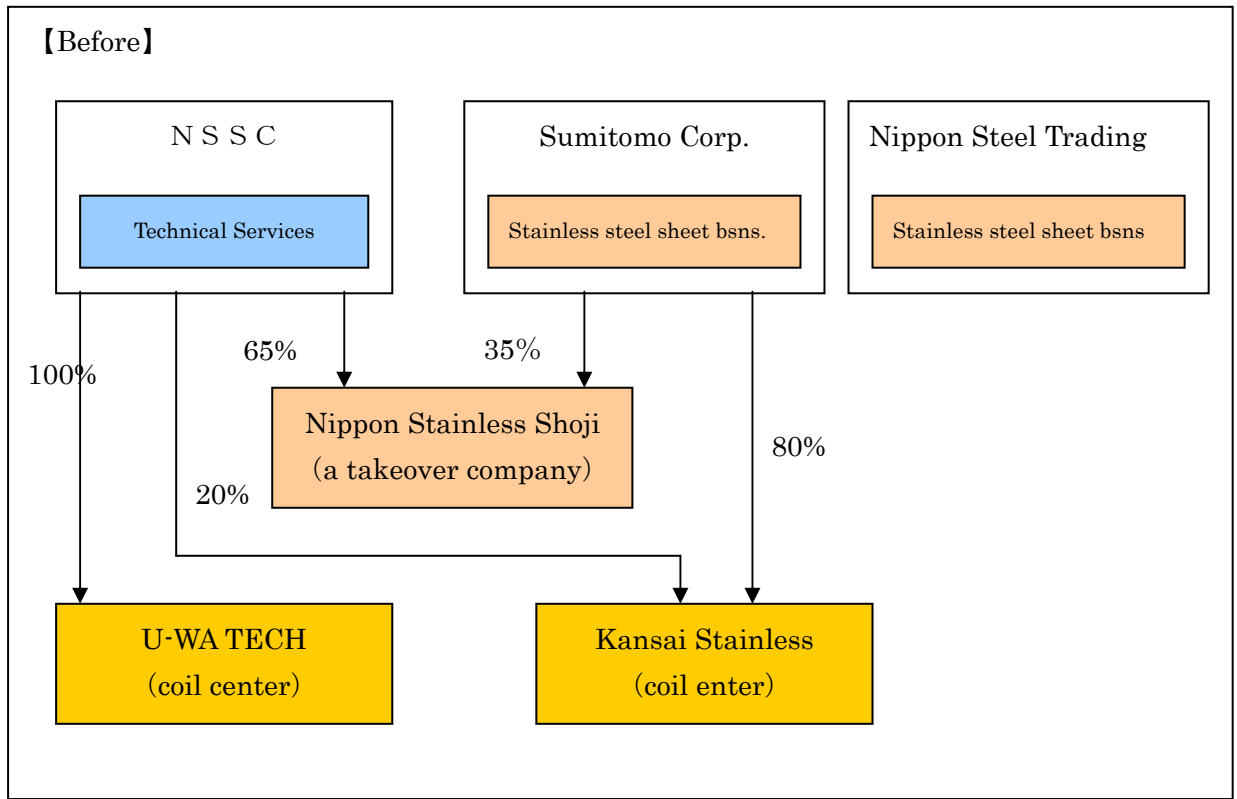 【Before】
ＮＳＳＣ
Sumitomo Corp.
Nippon Steel Trading
Technical Services
Stainless steel sheet bsns.
Stainless steel sheet bsns
65%
35%
100%
Nippon Stainless Shoji
（a takeover company）
80%
20%
U-WA TECH
（coil center）
Kansai Stainless
（coil enter）